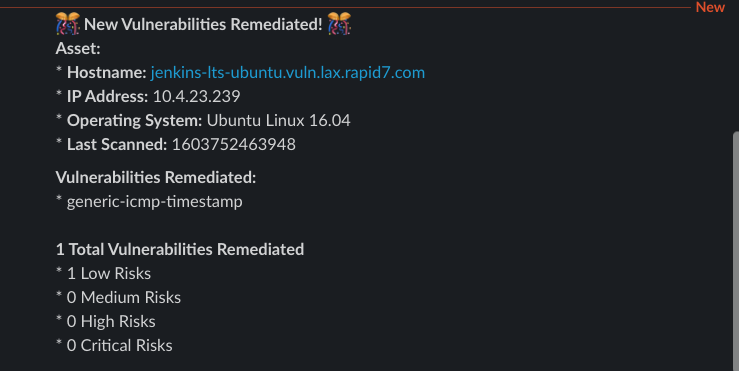 New
New Vulnerabilities Remediated!
Asset:
* Hostname: jenkins-lts-ubuntu.vuln.lax.rapid7.com
* IP Address: 10.4.23.239
* Operating System: Ubuntu Linux 16.04
* Last Scanned: 1603752463948
Vulnerabilities Remediated:
* generic-icmp-timestamp
1 Total Vulnerabilities Remediated
* 1 Low Risks
* 0 Medium Risks
* 0 High Risks
* 0 Critical Risks